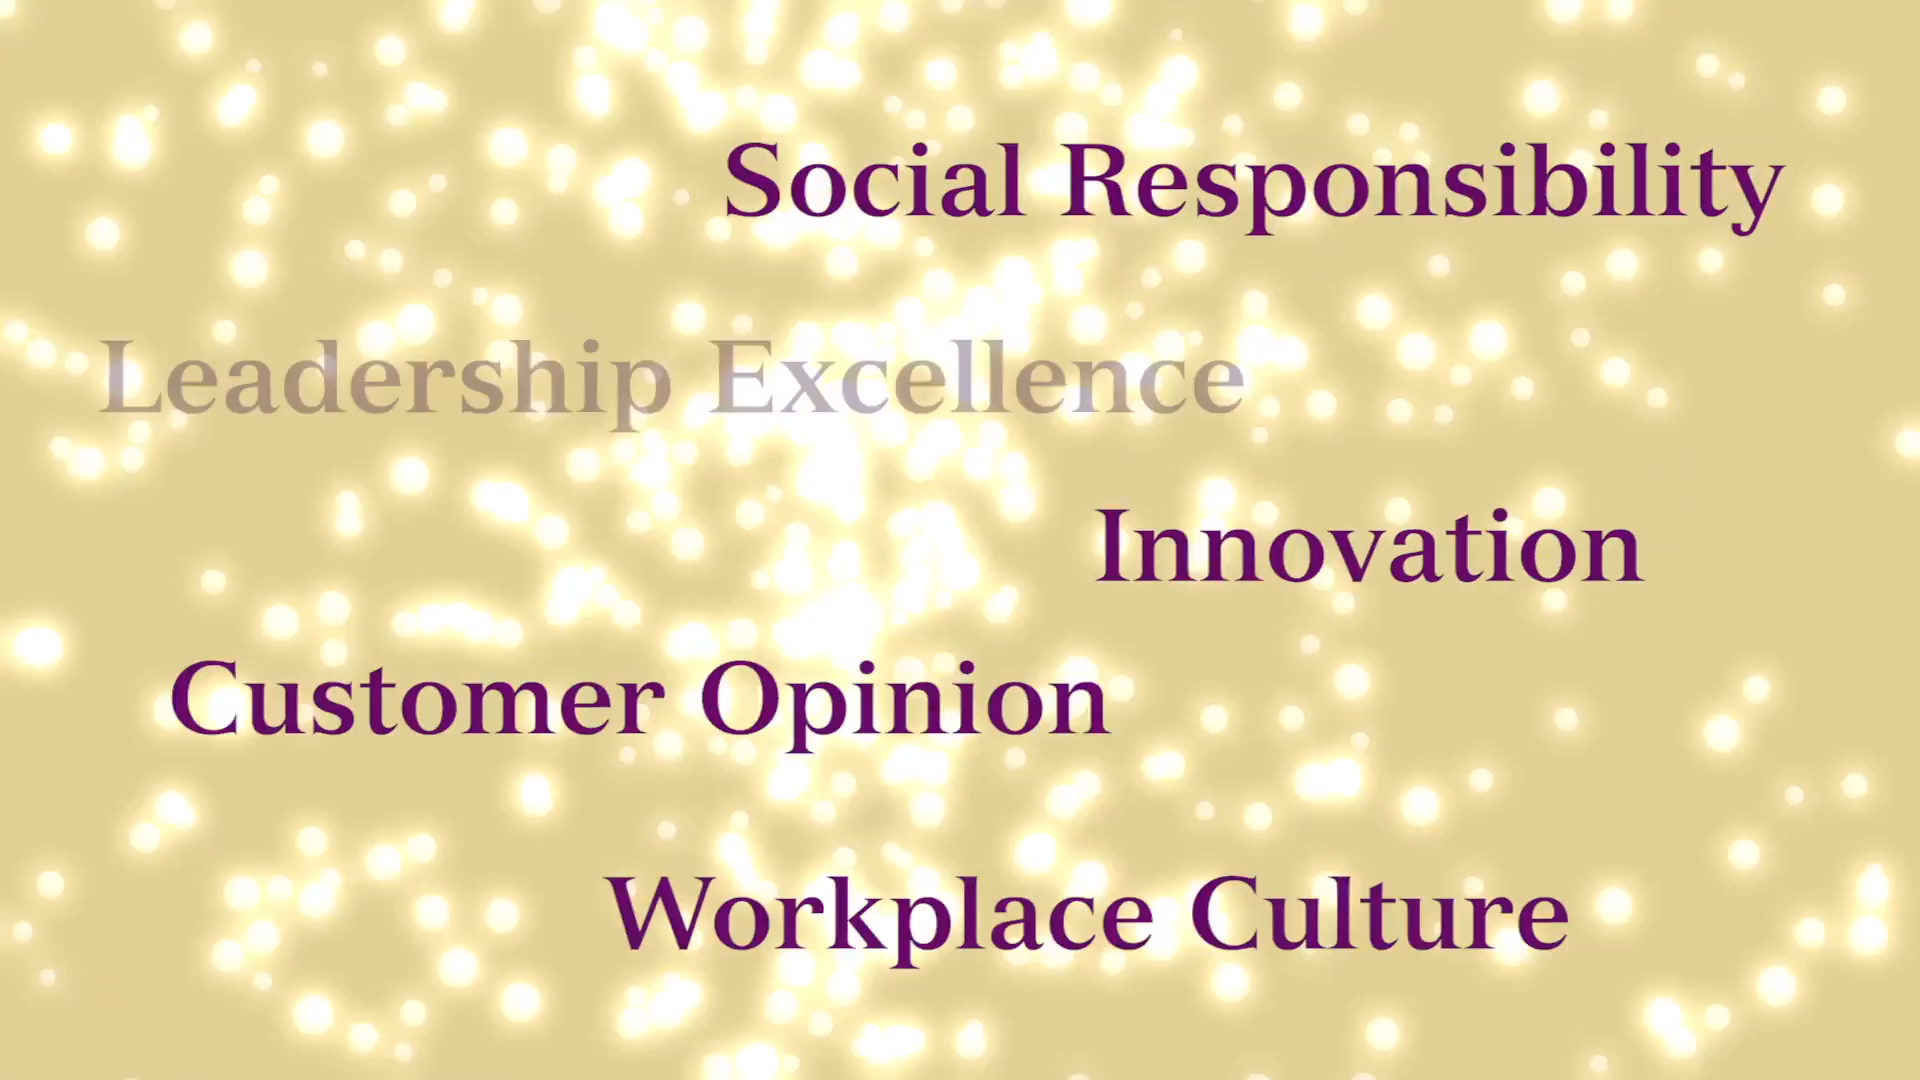 Social Responsibility
Leadership Excellence
Innovation
Customer Opinion
Workplace Culture